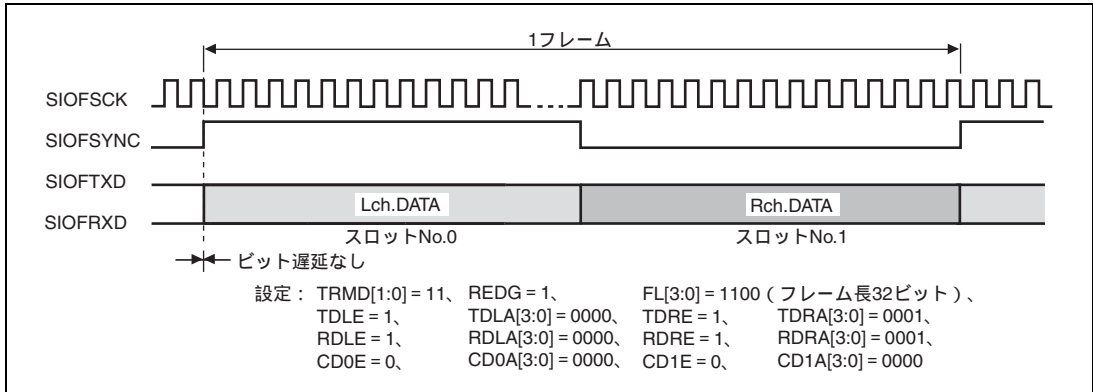 1フレーム
SIOFSCK
SIOFSYNC
SIOFTXD
SIOFRXD
Lch.DATA
Rch.DATA
スロットNo.0
スロットNo.1
ビット遅延なし
設定： TRMD[1:0] = 11、 REDG = 1、 FL[3:0] = 1100（フレーム長32ビット）、
TDLE = 1、 TDLA[3:0] = 0000、 TDRE = 1、 TDRA[3:0] = 0001、
RDLE = 1、 RDLA[3:0] = 0000、 RDRE = 1、 RDRA[3:0] = 0001、
CD0E = 0、 CD0A[3:0] = 0000、 CD1E = 0、 CD1A[3:0] = 0000